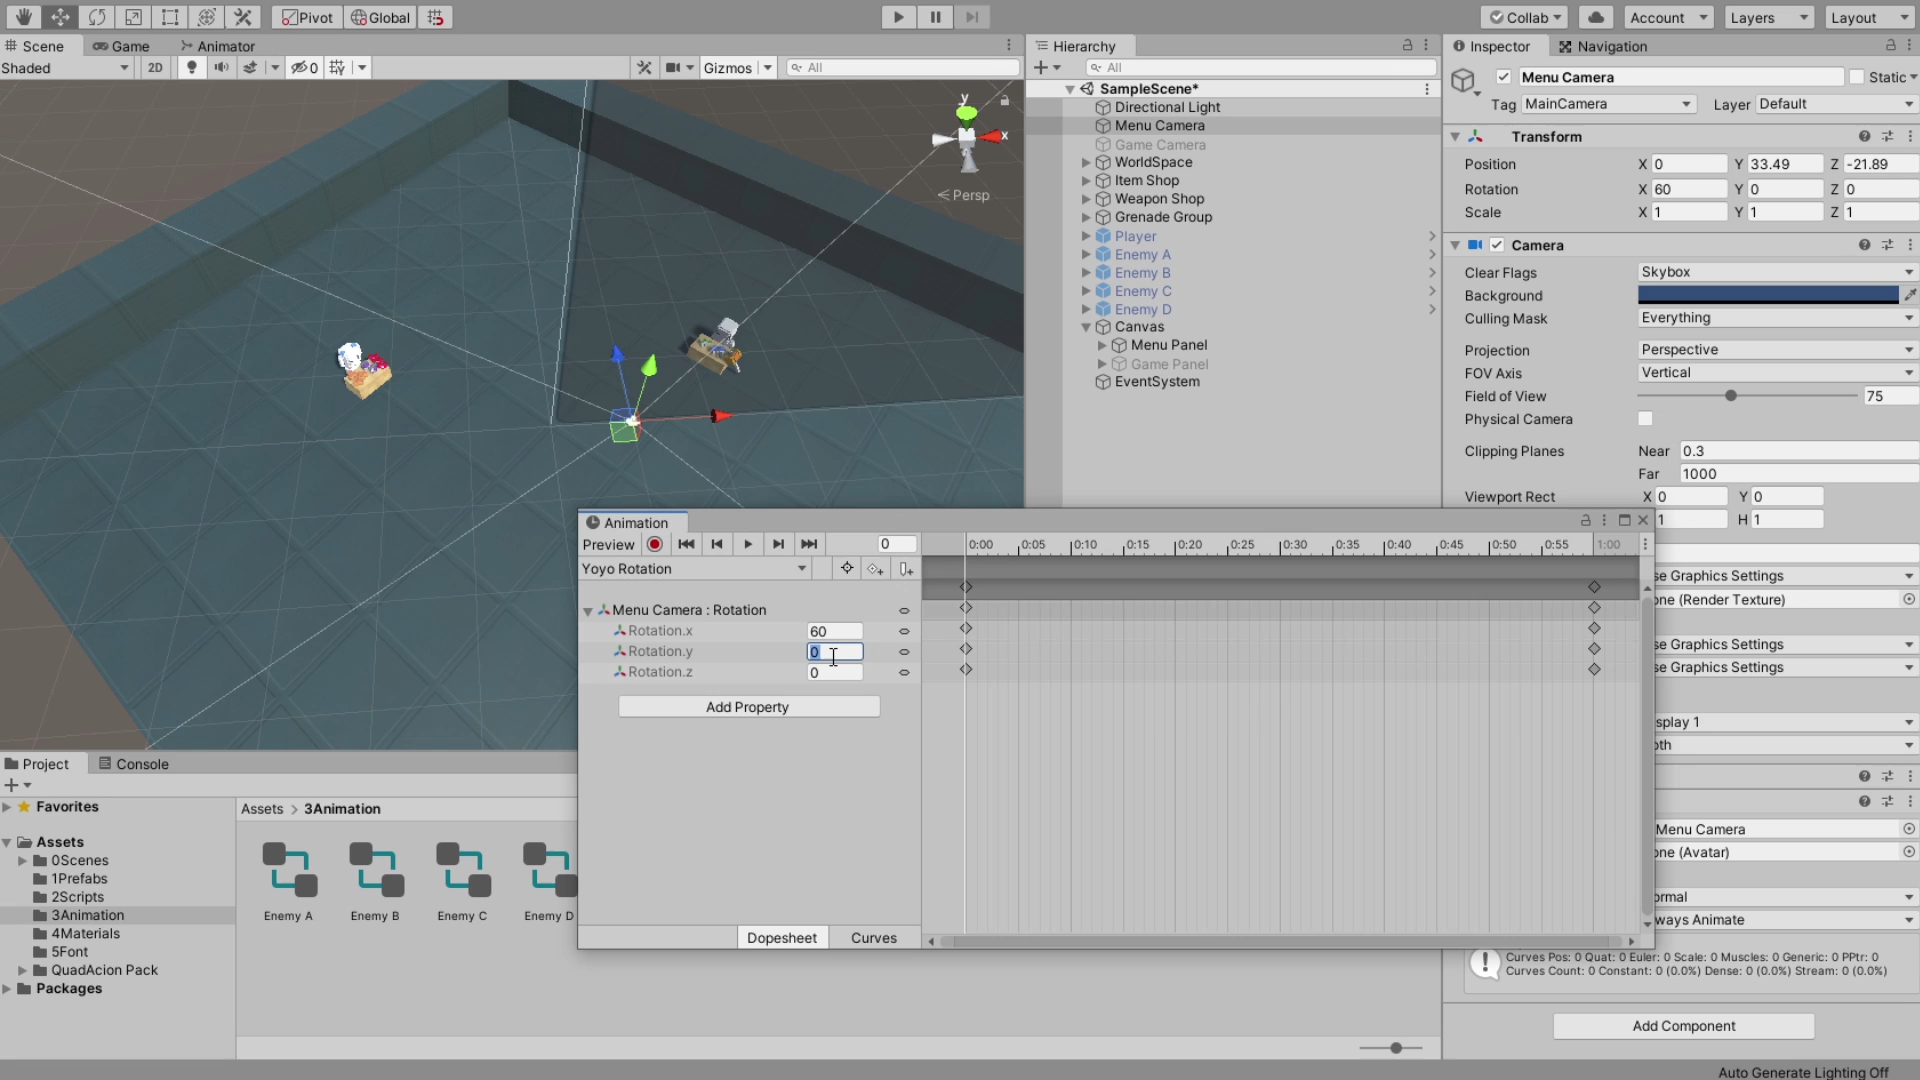 Pivot Global Collab Account Layers Layout
Scene Game Animator
Shaded 2D 0 Gizmos All
y
x
Persp
Hierarchy
All
SampleScene*
Directional Light
Menu Camera
Game Camera
WorldSpace
Item Shop
Weapon Shop
Grenade Group
Player
Enemy A
Enemy B
Enemy C
Enemy D
Canvas
Menu Panel
Game Panel
EventSystem
Inspector Navigation
Menu Camera Static
Tag MainCamera Layer Default
Transform
Position X 0 Y 33.49 Z -21.89
Rotation X 60 Y 0 Z 0
Scale X 1 Y 1 Z 1
Camera
Clear Flags Skybox
Background
Culling Mask Everything
Projection Perspective
FOV Axis Vertical
Field of View 75
Physical Camera
Clipping Planes Near 0.3
Far 1000
Viewport Rect X 0 Y 0
1 H 1
se Graphics Settings
one (Render Texture)
se Graphics Settings
se Graphics Settings
splay 1
oth
Menu Camera
one (Avatar)
ormal
ways Animate
Curves Pos: 0 Quat: 0 Euler: 0 Scale: 0 Muscles: 0 Generic: 0 PPtr: 0
Curves Count: 0 Constant: 0 (0.0%) Dense: 0 (0.0%) Stream: 0 (0.0%)
Add Component
Animation
Preview 0 0:00 0:05 0:10 0:15 0:20 0:25 0:30 0:35 0:40 0:45 0:50 0:55 1:00
Yoyo Rotation
Menu Camera : Rotation
Rotation.x 60
Rotation.y 0
Rotation.z 0
Add Property
Dopesheet Curves
Project Console
Favorites
Assets
0Scenes
1Prefabs
2Scripts
3Animation
4Materials
5Font
QuadAcion Pack
Packages
Assets > 3Animation
Enemy A Enemy B Enemy C Enemy D
Auto Generate Lighting Off